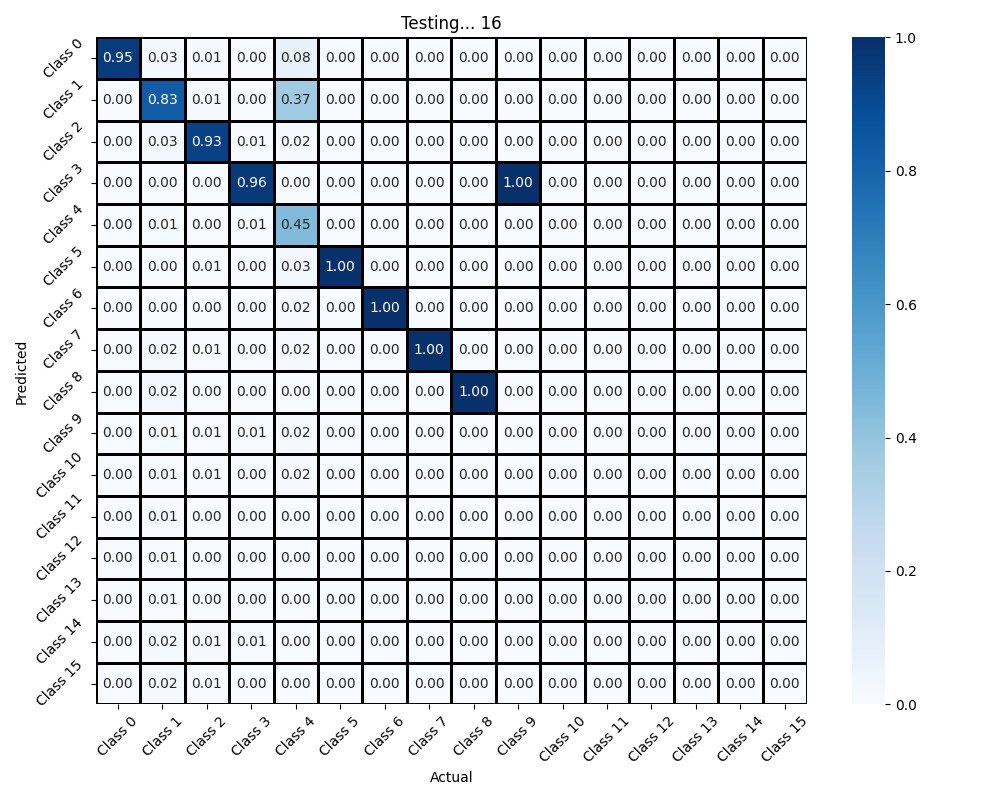 Testing... 16
Class 0 0.95 0.03 0.01 0.00 0.08 0.00 0.00 0.00 0.00 0.00 0.00 0.00 0.00 0.00 0.00 0.00
Class 1 0.00 0.83 0.01 0.00 0.37 0.00 0.00 0.00 0.00 0.00 0.00 0.00 0.00 0.00 0.00 0.00
Class 2 0.00 0.03 0.93 0.01 0.02 0.00 0.00 0.00 0.00 0.00 0.00 0.00 0.00 0.00 0.00 0.00
Class 3 0.00 0.00 0.00 0.96 0.00 0.00 0.00 0.00 0.00 1.00 0.00 0.00 0.00 0.00 0.00 0.00
Class 4 0.00 0.01 0.00 0.01 0.45 0.00 0.00 0.00 0.00 0.00 0.00 0.00 0.00 0.00 0.00 0.00
Class 5 0.00 0.00 0.01 0.00 0.03 1.00 0.00 0.00 0.00 0.00 0.00 0.00 0.00 0.00 0.00 0.00
Class 6 0.00 0.00 0.00 0.00 0.02 0.00 1.00 0.00 0.00 0.00 0.00 0.00 0.00 0.00 0.00 0.00
Class 7 0.00 0.02 0.01 0.00 0.02 0.00 0.00 1.00 0.00 0.00 0.00 0.00 0.00 0.00 0.00 0.00
Class 8 0.00 0.02 0.00 0.00 0.00 0.00 0.00 0.00 1.00 0.00 0.00 0.00 0.00 0.00 0.00 0.00
Class 9 0.00 0.01 0.01 0.01 0.02 0.00 0.00 0.00 0.00 0.00 0.00 0.00 0.00 0.00 0.00 0.00
Class 10 0.00 0.01 0.01 0.00 0.02 0.00 0.00 0.00 0.00 0.00 0.00 0.00 0.00 0.00 0.00 0.00
Class 11 0.00 0.01 0.00 0.00 0.00 0.00 0.00 0.00 0.00 0.00 0.00 0.00 0.00 0.00 0.00 0.00
Class 12 0.00 0.01 0.00 0.00 0.00 0.00 0.00 0.00 0.00 0.00 0.00 0.00 0.00 0.00 0.00 0.00
Class 13 0.00 0.01 0.00 0.00 0.00 0.00 0.00 0.00 0.00 0.00 0.00 0.00 0.00 0.00 0.00 0.00
Class 14 0.00 0.02 0.01 0.01 0.00 0.00 0.00 0.00 0.00 0.00 0.00 0.00 0.00 0.00 0.00 0.00
Class 15 0.00 0.02 0.01 0.00 0.00 0.00 0.00 0.00 0.00 0.00 0.00 0.00 0.00 0.00 0.00 0.00
Class 0 Class 1 Class 2 Class 3 Class 4 Class 5 Class 6 Class 7 Class 8 Class 9 Class 10 Class 11 Class 12 Class 13 Class 14 Class 15
Actual
Predicted
1.0
0.8
0.6
0.4
0.2
0.0